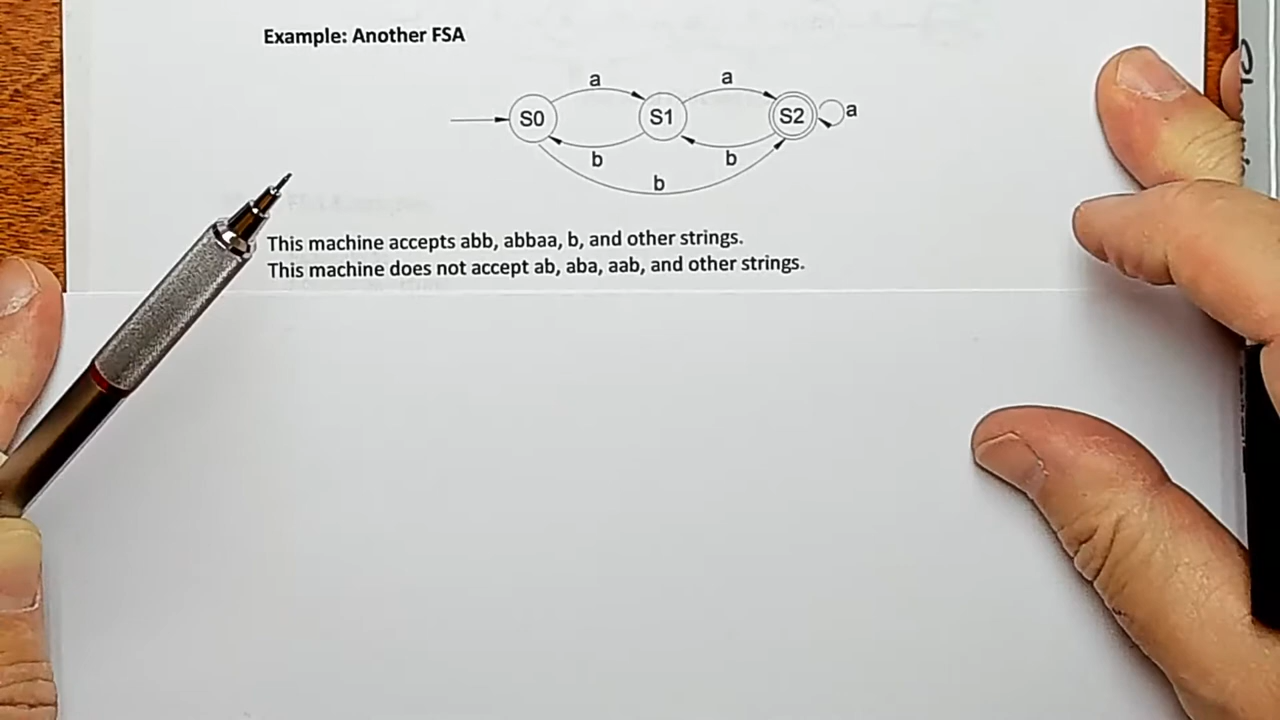 Example: Another FSA
a
a
S0
S1
S2
a
b
b
b
This machine accepts abb, abbaa, b, and other strings.
This machine does not accept ab, aba, aab, and other strings.